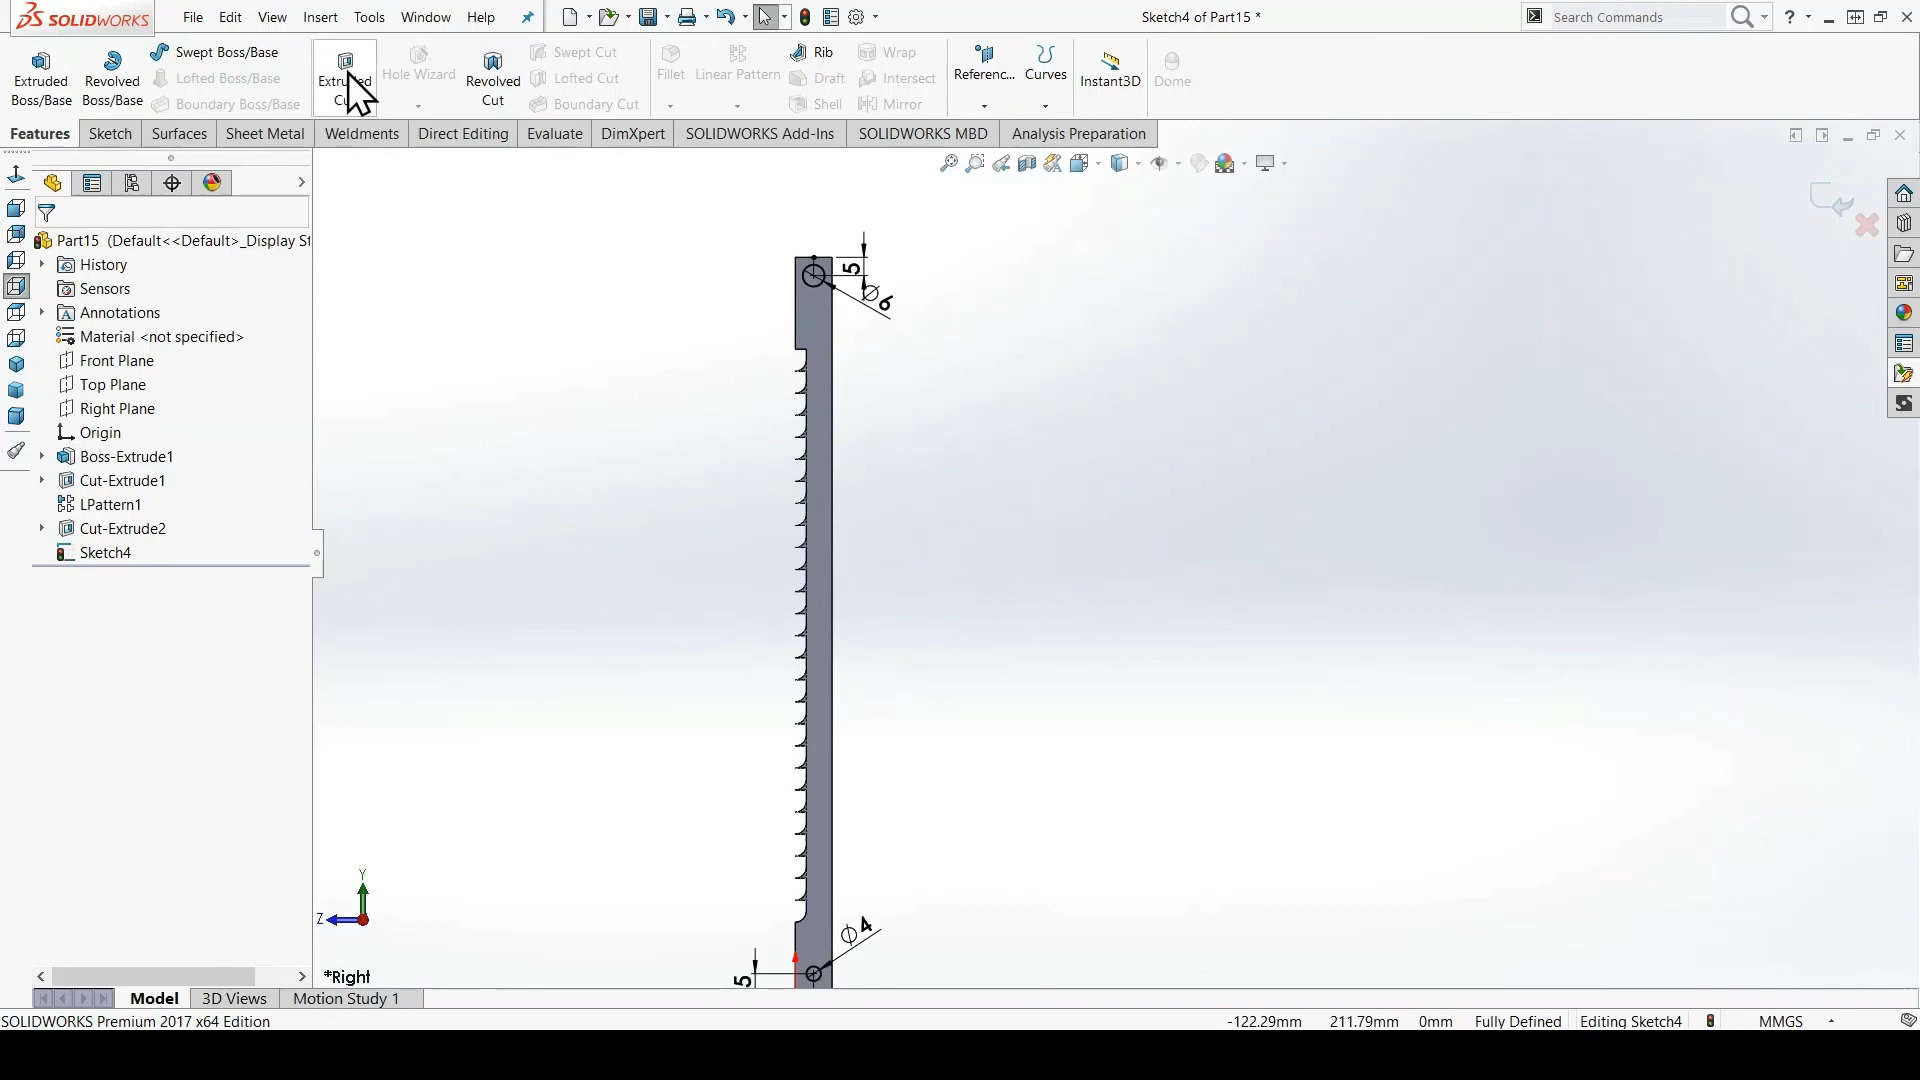 SOLIDWORKS
File Edit View Insert Tools Window Help
Sketch4 of Part15 *
Search Commands
Extruded Boss/Base
Revolved Boss/Base
Swept Boss/Base
Lofted Boss/Base
Boundary Boss/Base
Hole Wizard
Revolved Cut
Swept Cut
Lofted Cut
Boundary Cut
Fillet
Linear Pattern
Rib
Draft
Shell
Wrap
Intersect
Mirror
Referenc...
Curves
Instant3D
Dome
Features Sketch Surfaces Sheet Metal Weldments Direct Editing Evaluate DimXpert SOLIDWORKS Add-Ins SOLIDWORKS MBD Analysis Preparation
Part15 (Default<<Default>_Display St
History
Sensors
Annotations
Material <not specified>
Front Plane
Top Plane
Right Plane
Origin
Boss-Extrude1
Cut-Extrude1
LPattern1
Cut-Extrude2
Sketch4
5
∅6
∅4
5
Y
Z
*Right
Model 3D Views Motion Study 1
SOLIDWORKS Premium 2017 x64 Edition
-122.29mm 211.79mm 0mm Fully Defined Editing Sketch4 MMGS